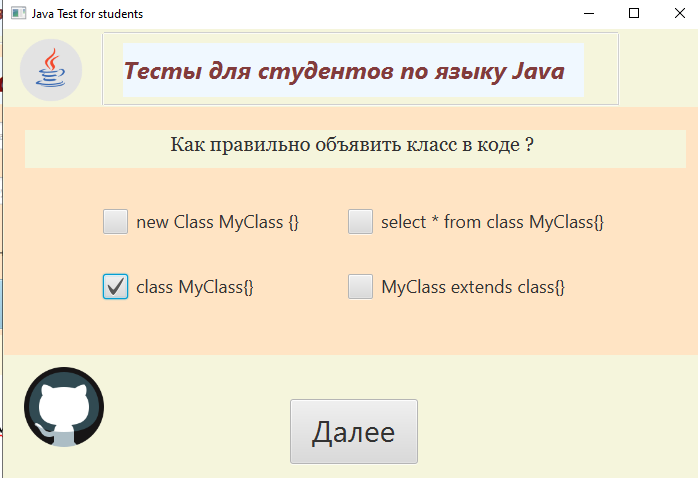 Java Test for students
Тесты для студентов по языку Java
Как правильно объявить класс в коде ?
new Class MyClass {}
select * from class MyClass{}
class MyClass{}
MyClass extends class{}
Далее